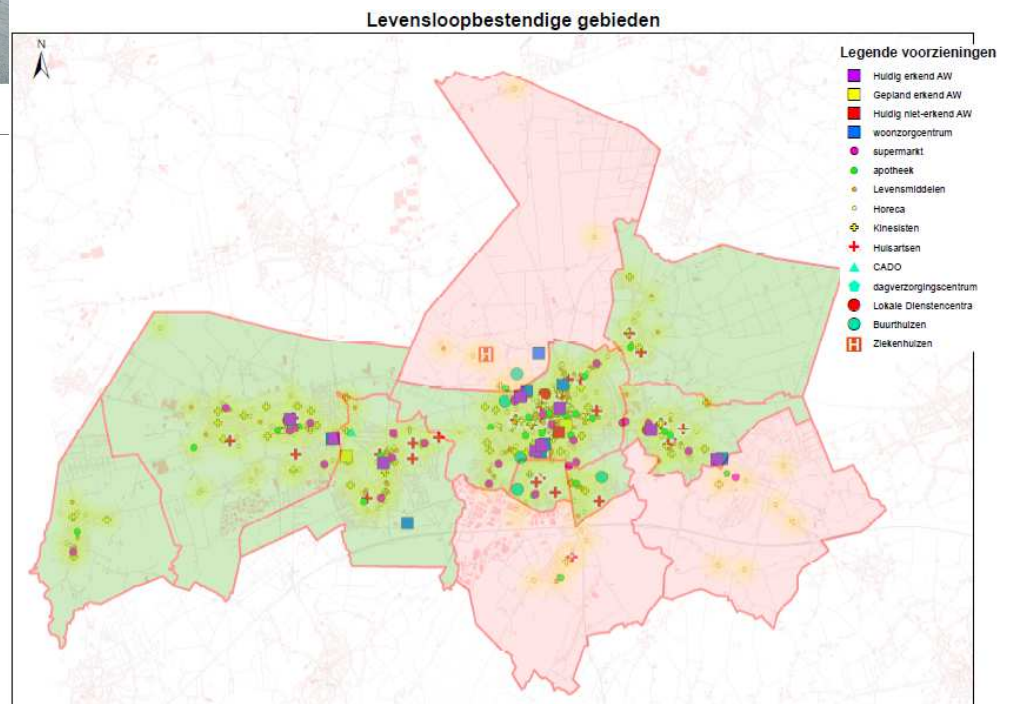 Levensloopbestendige gebieden
N
Legende voorzieningen
Huidig erkend AW
Gepland erkend AW
Huidig niet-erkend AW
woonzorgcentrum
supermarkt
apotheek
Levensmiddelen
Horeca
Kinesisten
Huisartsen
CADO
dagverzorgingscentrum
Lokale Dienstencentra
Buurthuizen
H Ziekenhuizen
H